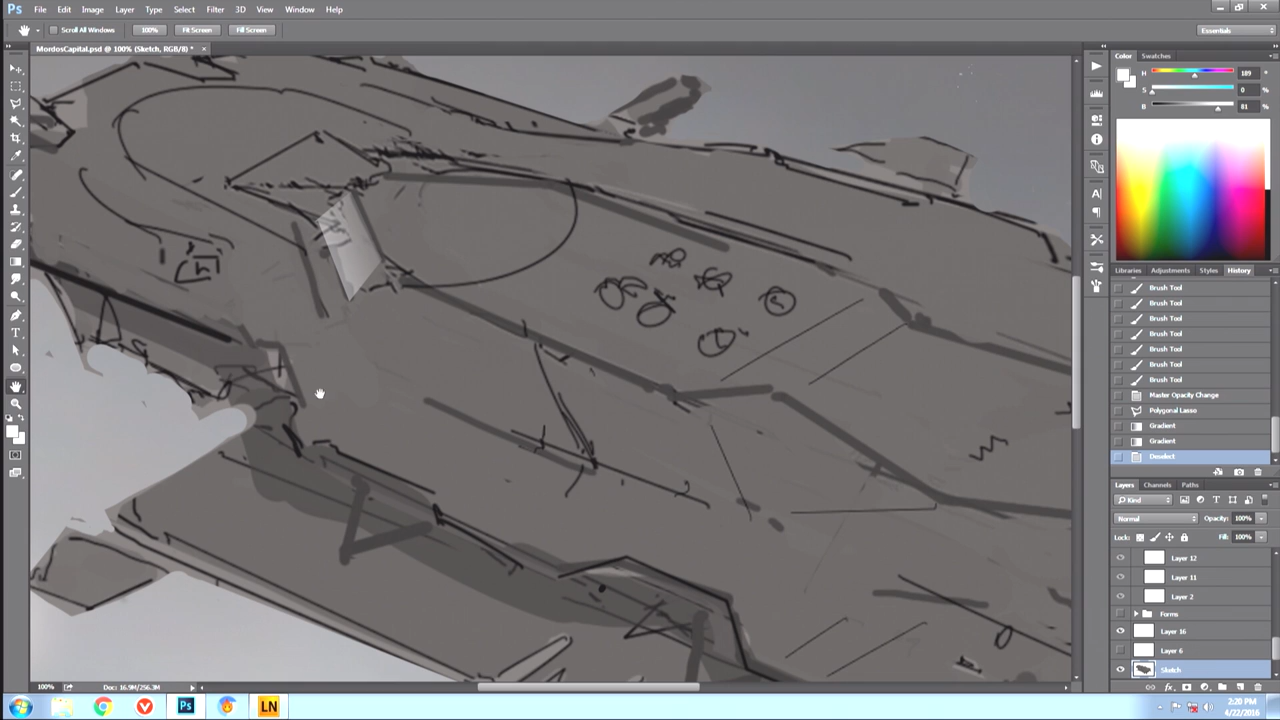 Ps File Edit Image Layer Type Select Filter 3D View Window Help
Scroll All Windows 100% Fit Screen Fill Screen Essentials
MordosCapital.psd @ 100% (Sketch, RGB/8) * ×
Color Swatches
H 189 °
S 0 %
B 81 %
Libraries Adjustments Styles History
Brush Tool
Brush Tool
Brush Tool
Brush Tool
Brush Tool
Brush Tool
Brush Tool
Master Opacity Change
Polygonal Lasso
Gradient
Gradient
Deselect
Layers Channels Paths
Kind
Normal Opacity: 100%
Lock: Fill: 100%
Layer 12
Layer 11
Layer 2
Forms
Layer 16
Layer 6
Sketch
100% Doc: 16.9M/256.3M
Ps LN
2:20 PM
4/22/2016